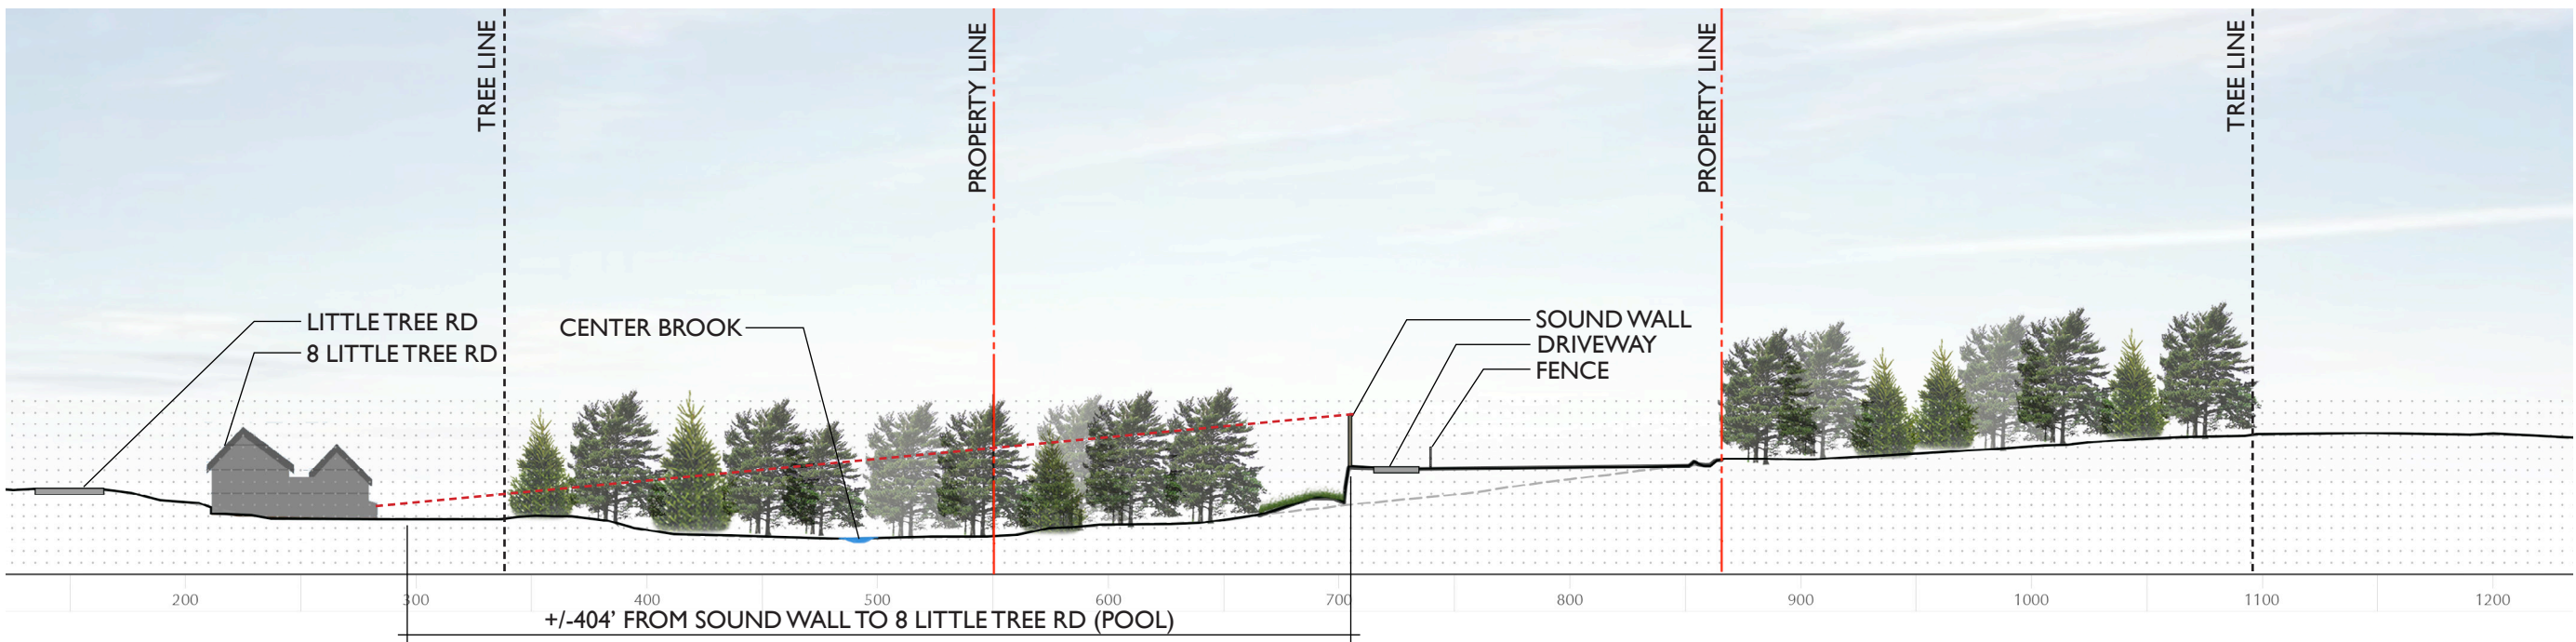 TREE LINE
PROPERTY LINE
PROPERTY LINE
TREE LINE
LITTLE TREE RD
8 LITTLE TREE RD
CENTER BROOK
SOUND WALL
DRIVEWAY
FENCE
200 300 400 500 600 700 800 900 1000 1100 1200
+/-404' FROM SOUND WALL TO 8 LITTLE TREE RD (POOL)